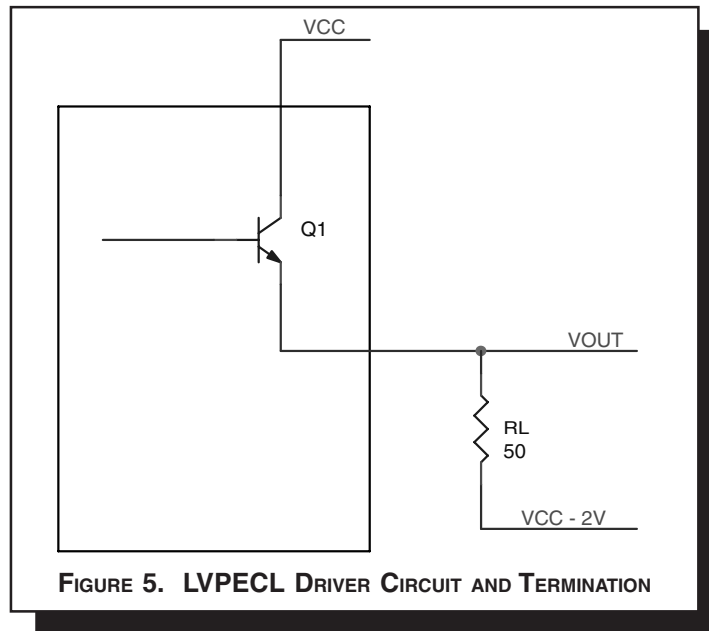 VCC
Q1
VOUT
RL
50
VCC - 2V
FIGURE 5. LVPECL DRIVER CIRCUIT AND TERMINATION